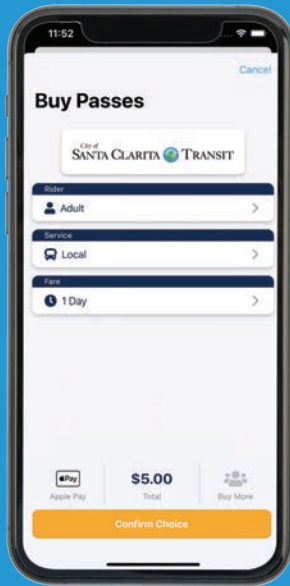 11:52
Cancel
Buy Passes
City of
SANTA CLARITA TRANSIT
Rider
Adult
Service
Local
Fare
1 Day
Pay
$5.00
Apple Pay
Total
Buy More
Confirm Choice